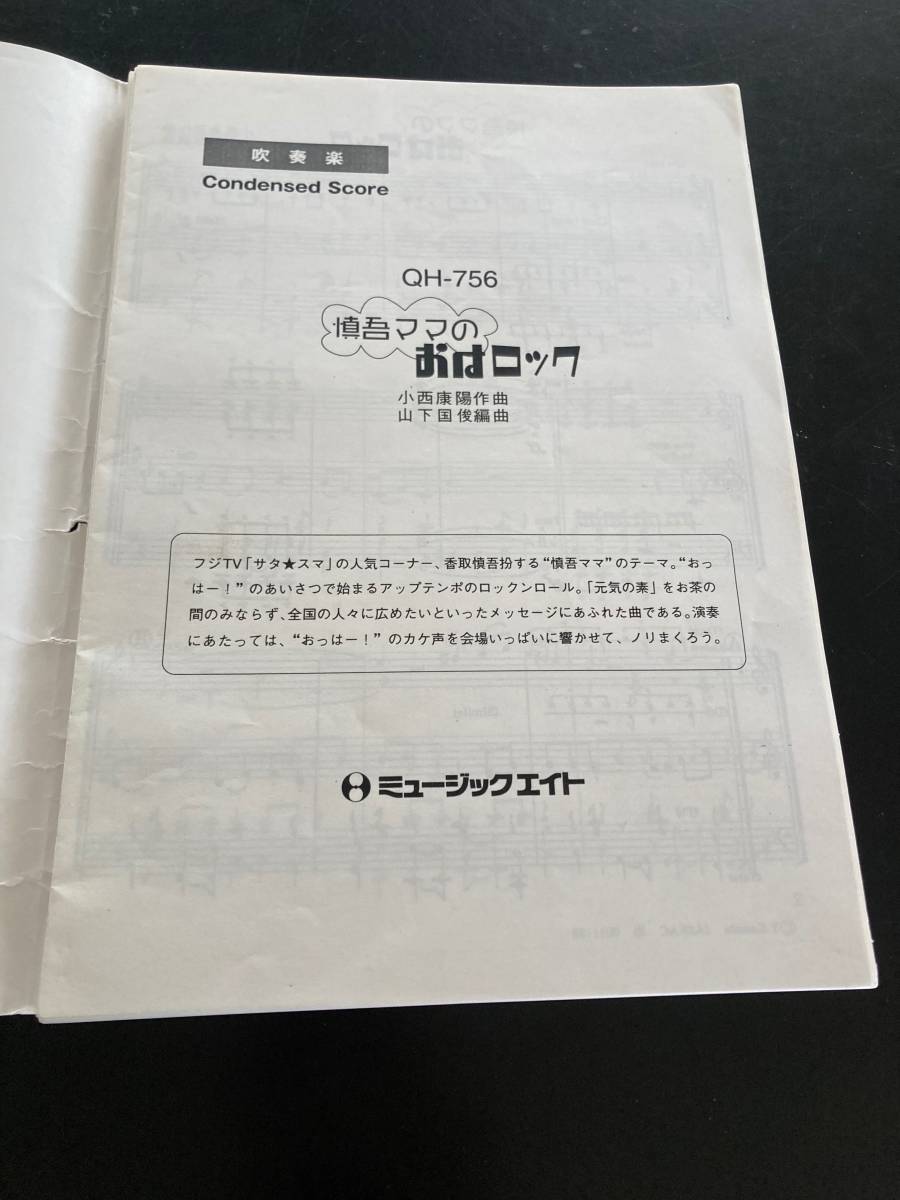 吹奏楽
Condensed Score
QH-756
慎吾ママの
おはロック
小西康陽作曲
山下国俊編曲
フジTV「サタ★スマ」の人気コーナー、香取慎吾扮する“慎吾ママ”のテーマ。“おっ
はー！”のあいさつで始まるアップテンポのロックンロール。「元気の素」をお茶の
間のみならず、全国の人々に広めたいといったメッセージにあふれた曲である。演奏
にあたっては、“おっはー！”のカケ声を会場いっぱいに響かせて、ノリまくろう。
ミュージックエイト